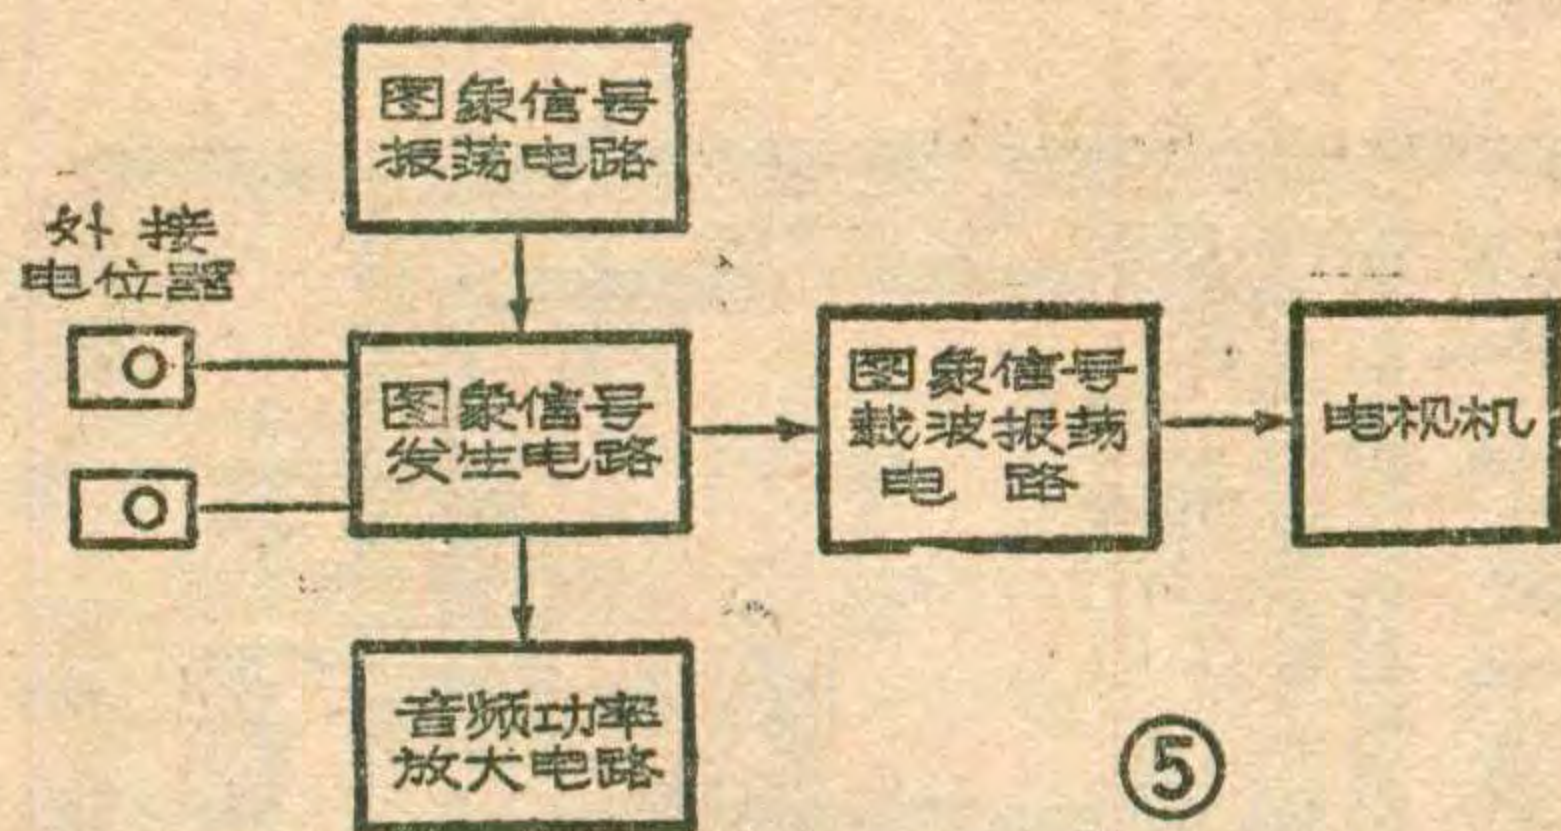 图象信号
振荡电路
外接
电位器
图象信号
发生电路
图象信号
载波振荡
电路
电视机
音频功率
放大电路
⑤